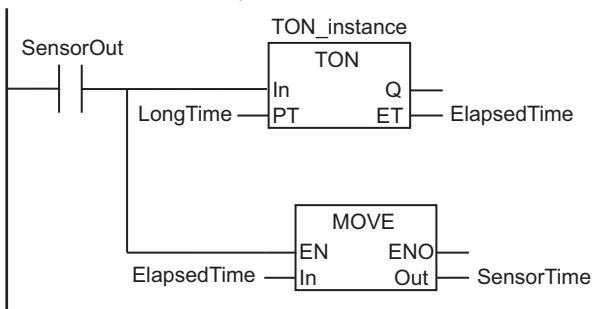 TON_instance
SensorOut
TON
In Q
LongTime PT ET ElapsedTime
MOVE
EN ENO
ElapsedTime In Out SensorTime